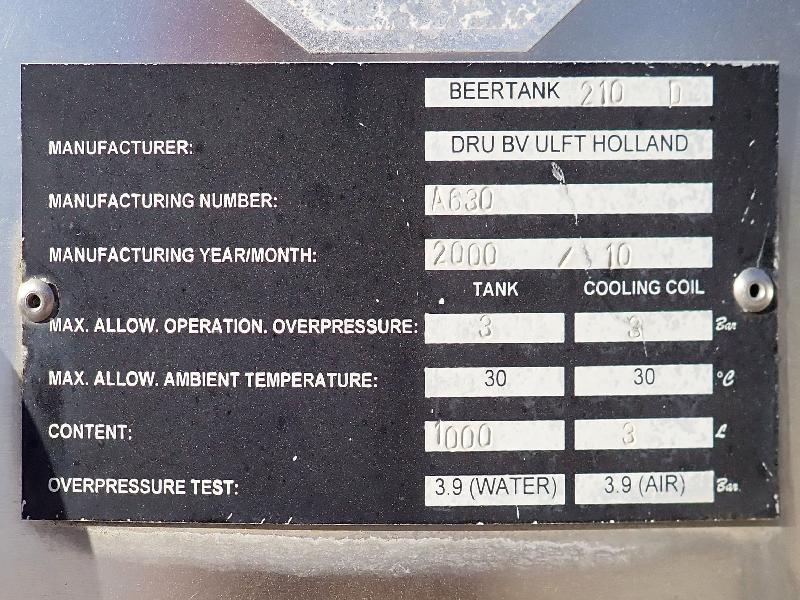 BEERTANK 210 D
MANUFACTURER: DRU BV ULFT HOLLAND
MANUFACTURING NUMBER: A630
MANUFACTURING YEAR/MONTH: 2000 / 10
TANK COOLING COIL
MAX. ALLOW. OPERATION. OVERPRESSURE: 3 3 Bar
MAX. ALLOW. AMBIENT TEMPERATURE: 30 30 °C
CONTENT: 1000 3 L
OVERPRESSURE TEST: 3.9 (WATER) 3.9 (AIR) Bar.